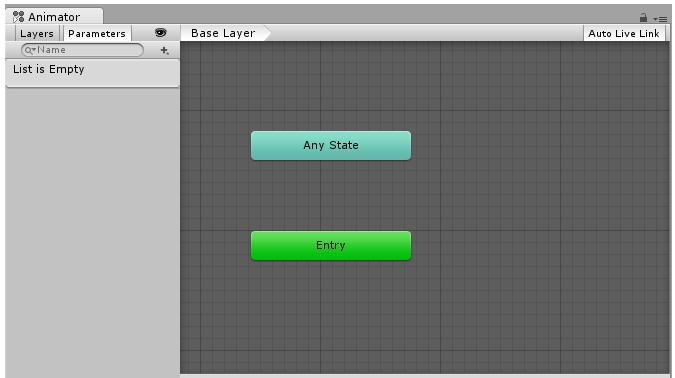 Animator
Layers Parameters
Base Layer
Auto Live Link
Name
List is Empty
Any State
Entry